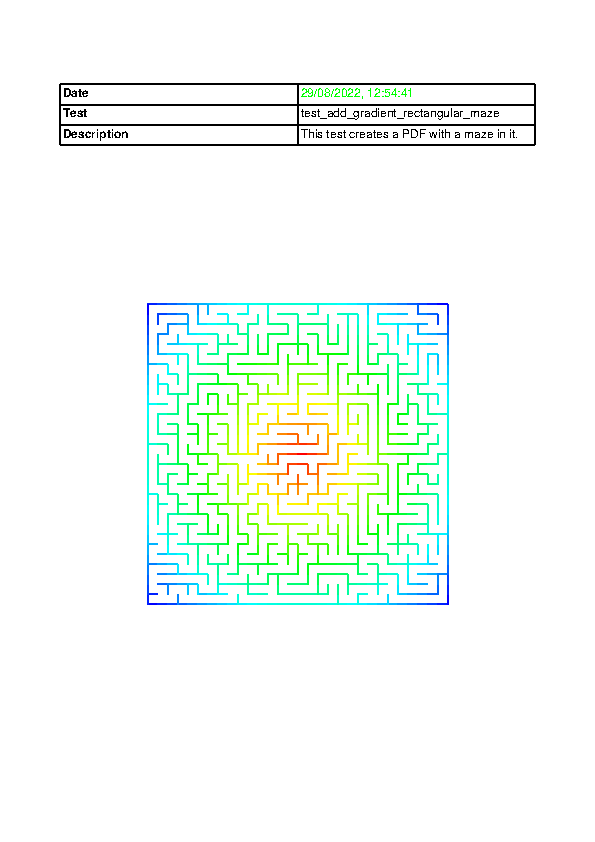 Date 29/08/2022, 12:54:41
Test test_add_gradient_rectangular_maze
Description This test creates a PDF with a maze in it.